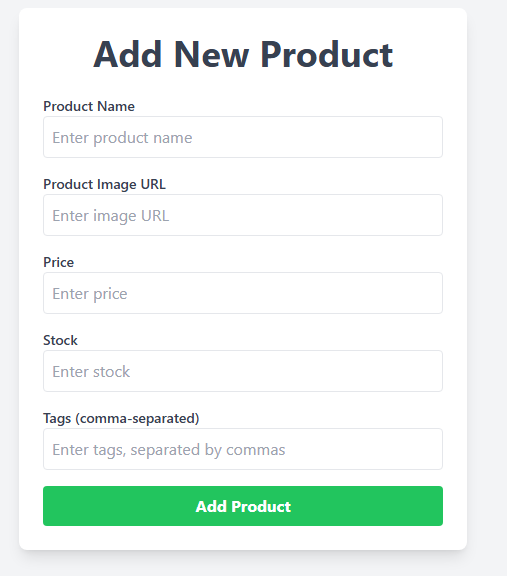 Add New Product
Product Name
Enter product name
Product Image URL
Enter image URL
Price
Enter price
Stock
Enter stock
Tags (comma-separated)
Enter tags, separated by commas
Add Product